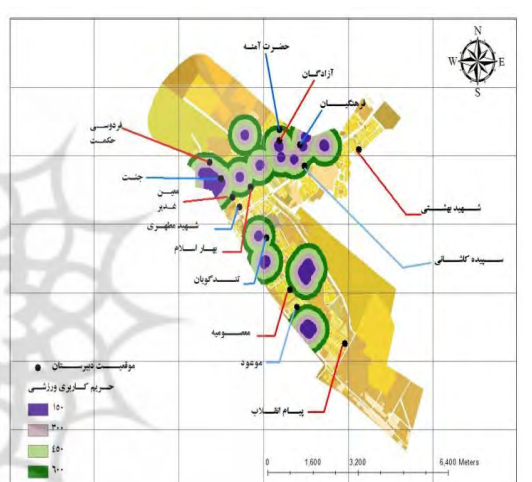 N
W E
S
حضرت آمنه
آزادگان
فرهنگیان
فردوسی
حکمت
جنت
معین
غدیر
شهید مطهری
بهار اسلام
تندگویان
معصومیه
موعود
پیام انقلاب
شهید بهشتی
سپیده کاشانی
موقعیت دبیرستان
حریم کاربری ورزشی
۱۵۰
۳۰۰
۴۵۰
۶۰۰
0 1,600 3,200 6,400 Meters